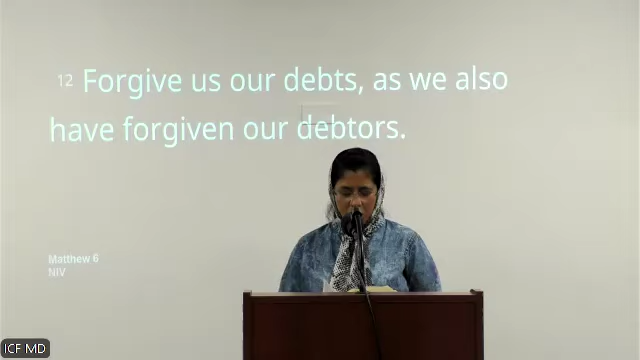 12 Forgive us our debts, as we also
have forgiven our debtors.
Matthew 6
NIV
ICF MD